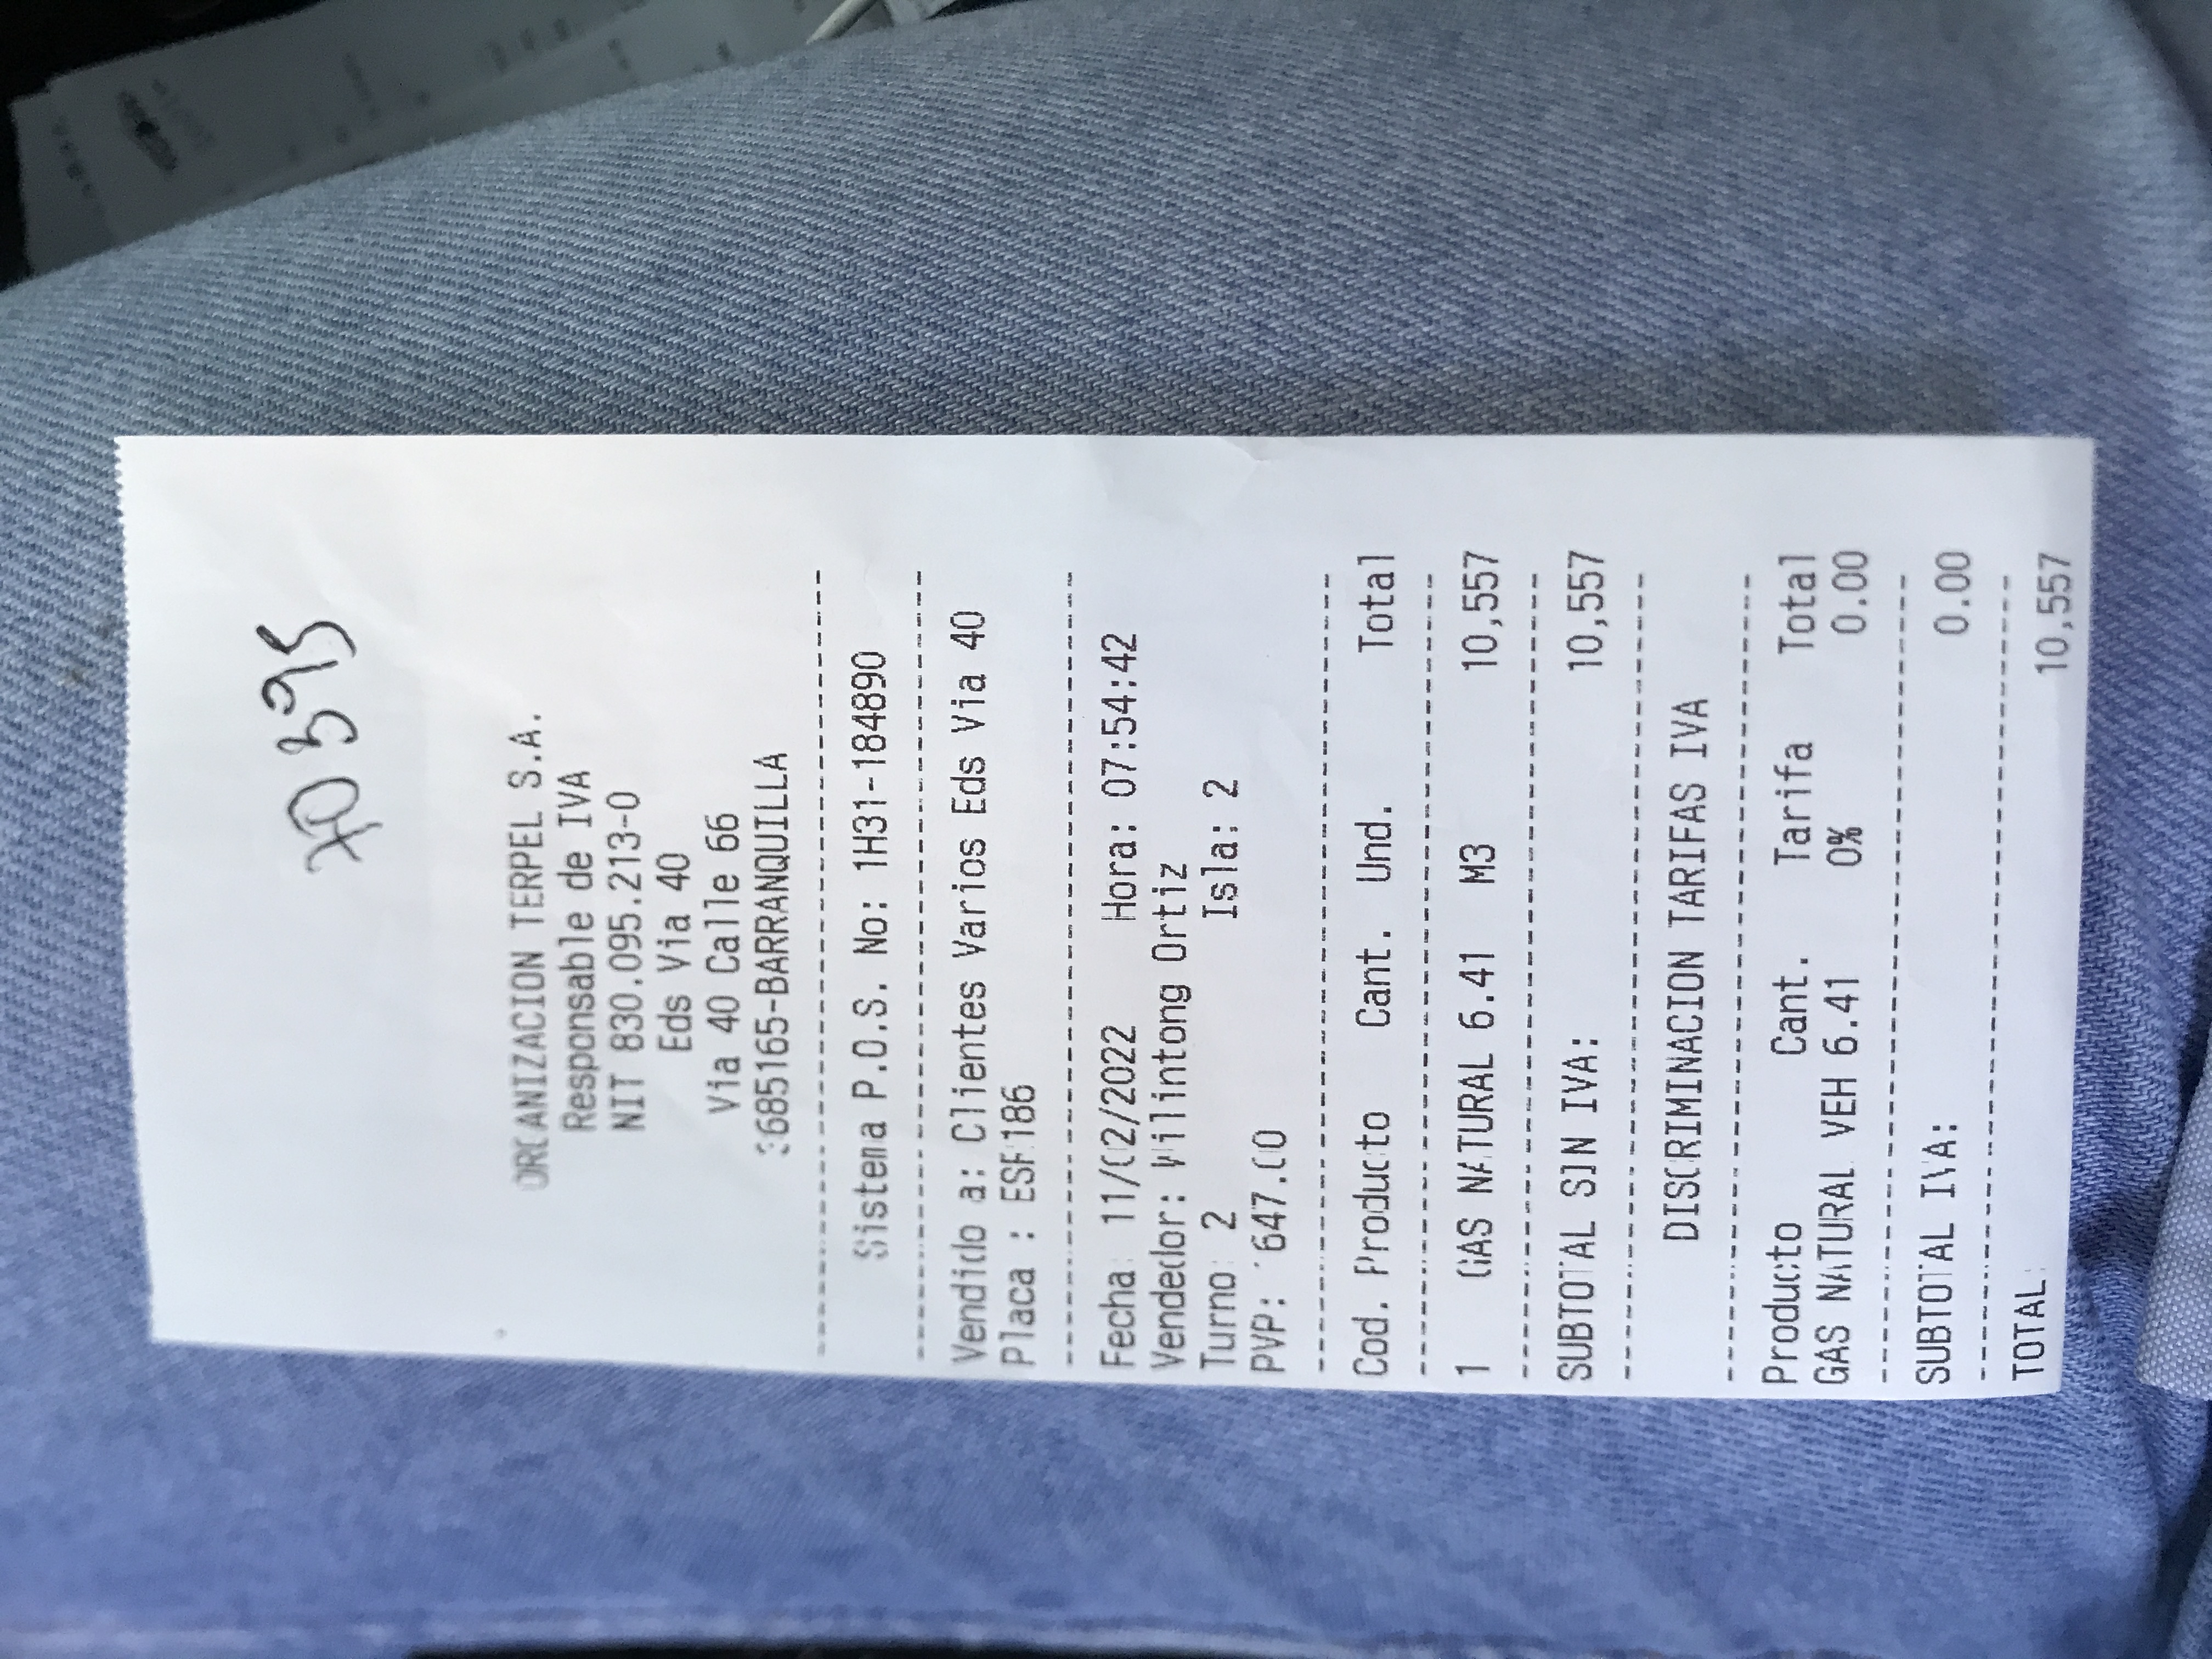 70395
ORGANIZACION TERPEL S.A.
Responsable de IVA
NIT 830.095.213-0
Eds Via 40
Via 40 Calle 66
3685165-BARRANQUILLA
Sistema P.O.S. No: 1H31-184890
Vendido a: Clientes Varios Eds Via 40
Placa : ESF186
Fecha: 11/02/2022 Hora: 07:54:42
Vendedor: Wilintong Ortiz
Turno: 2 Isla: 2
PVP: 1647.00
Cod. Producto Cant. Und. Total
1 GAS NATURAL 6.41 M3 10,557
SUBTOTAL SIN IVA: 10,557
DISCRIMINACION TARIFAS IVA
Producto Cant. Tarifa Total
GAS NATURAL VEH 6.41 0% 0.00
SUBTOTAL IVA: 0.00
TOTAL: 10,557